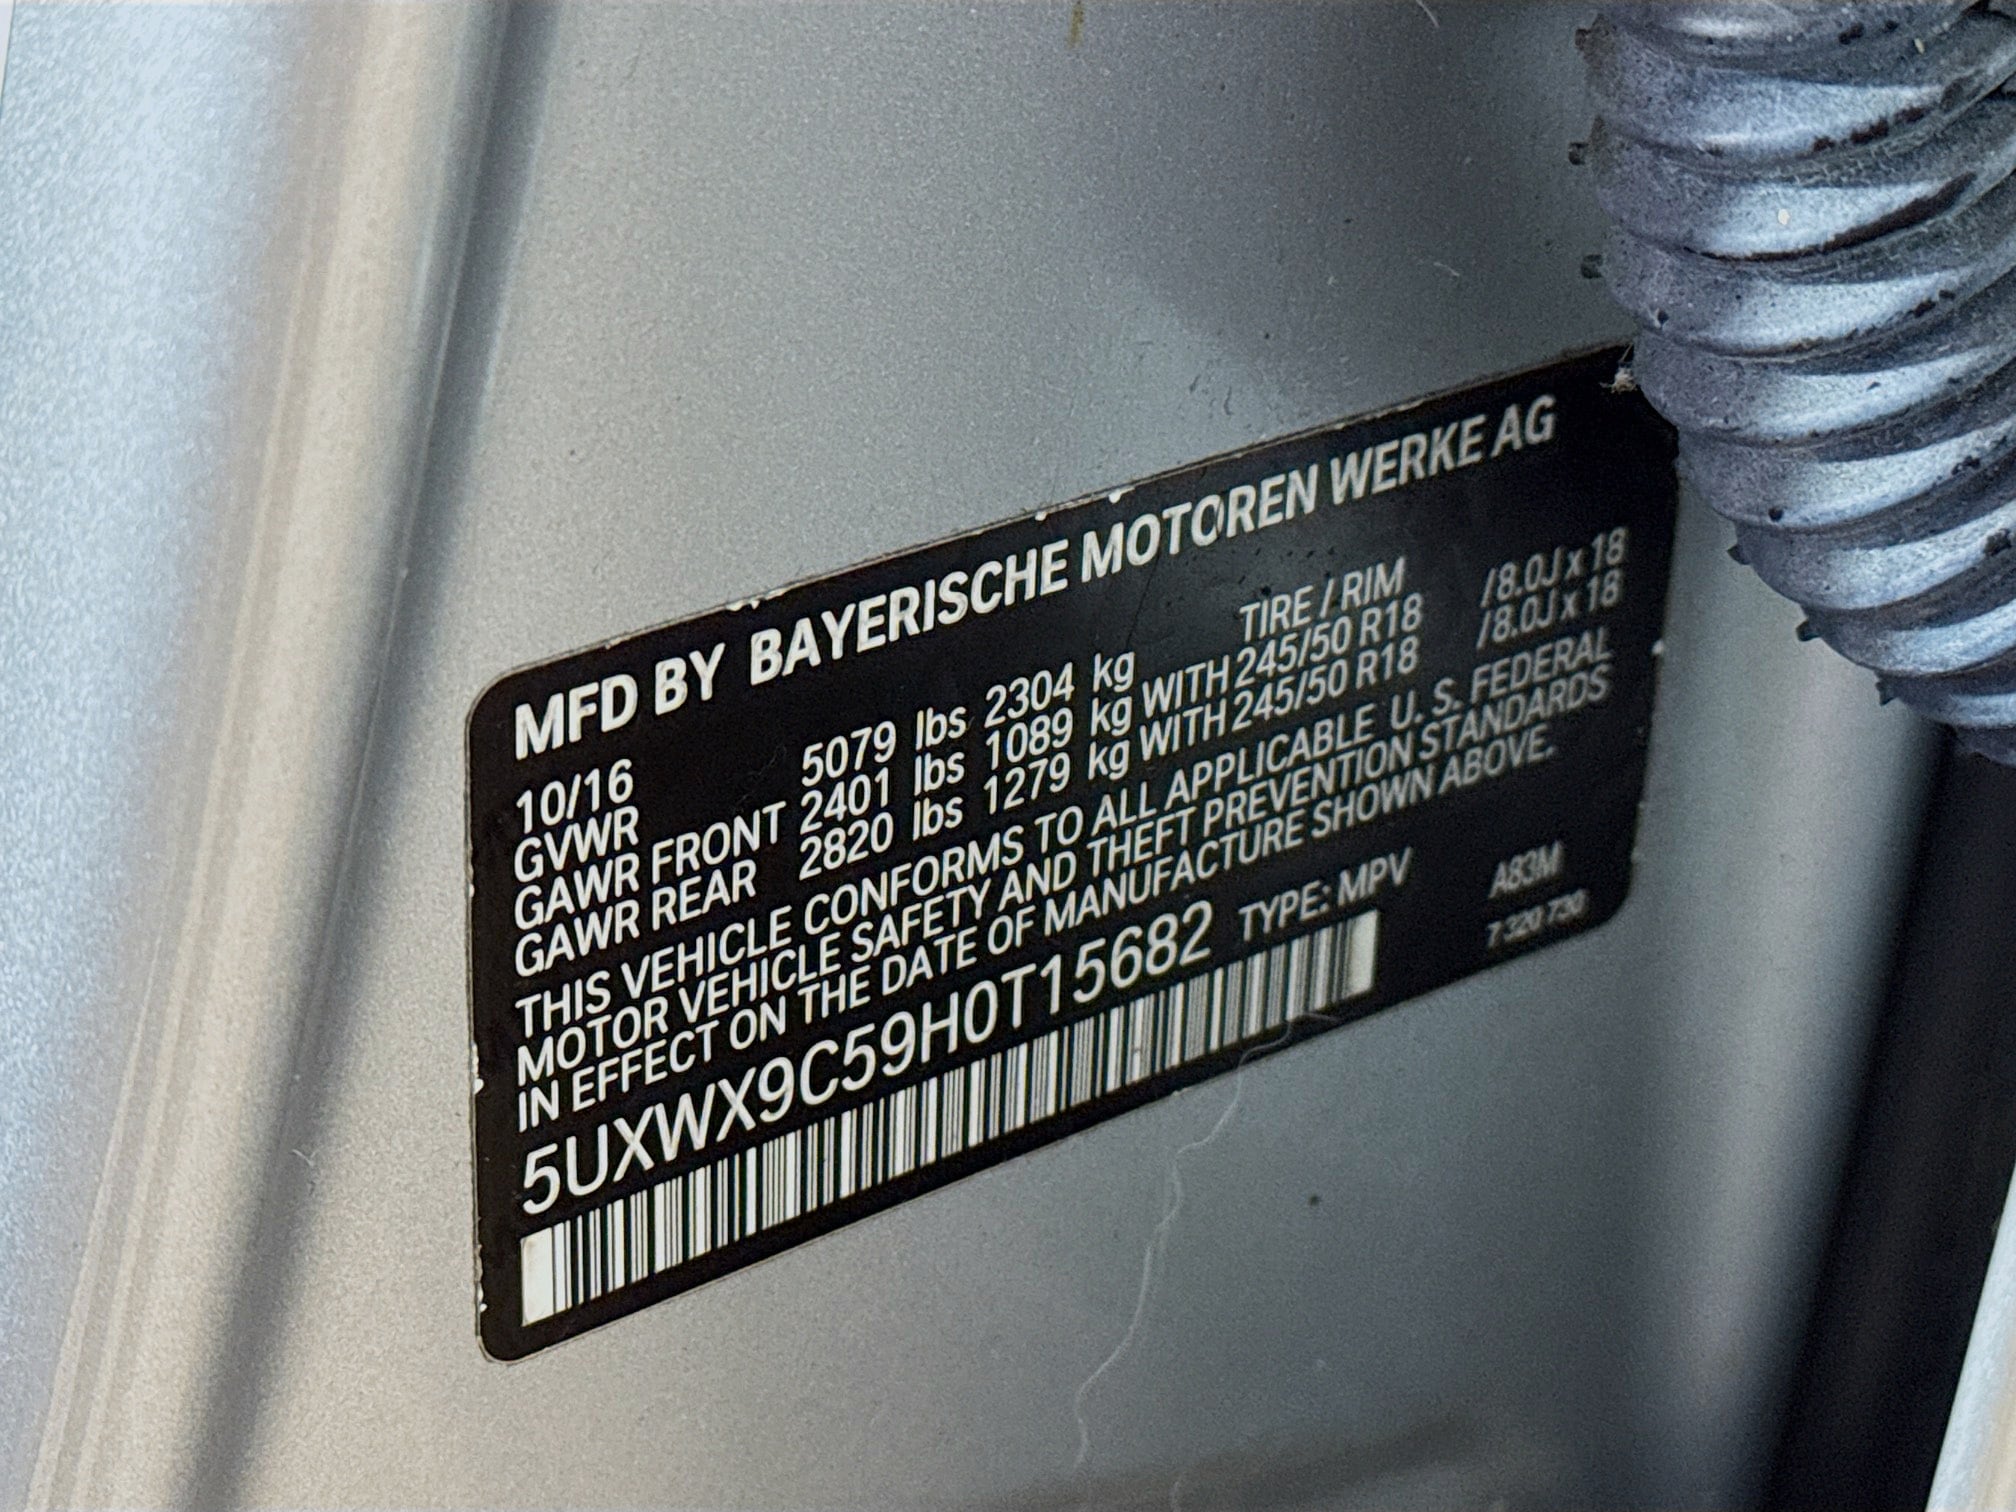 MFD BY BAYERISCHE MOTOREN WERKE AG
10/16 TIRE / RIM
GVWR 5079 lbs 2304 kg
GAWR FRONT 2401 lbs 1089 kg WITH 245/50 R18 /8.0J x 18
GAWR REAR 2820 lbs 1279 kg WITH 245/50 R18 /8.0J x 18
THIS VEHICLE CONFORMS TO ALL APPLICABLE U. S. FEDERAL
MOTOR VEHICLE SAFETY AND THEFT PREVENTION STANDARDS
IN EFFECT ON THE DATE OF MANUFACTURE SHOWN ABOVE.
5UXWX9C59H0T15682 TYPE: MPV A83M
7 320 730